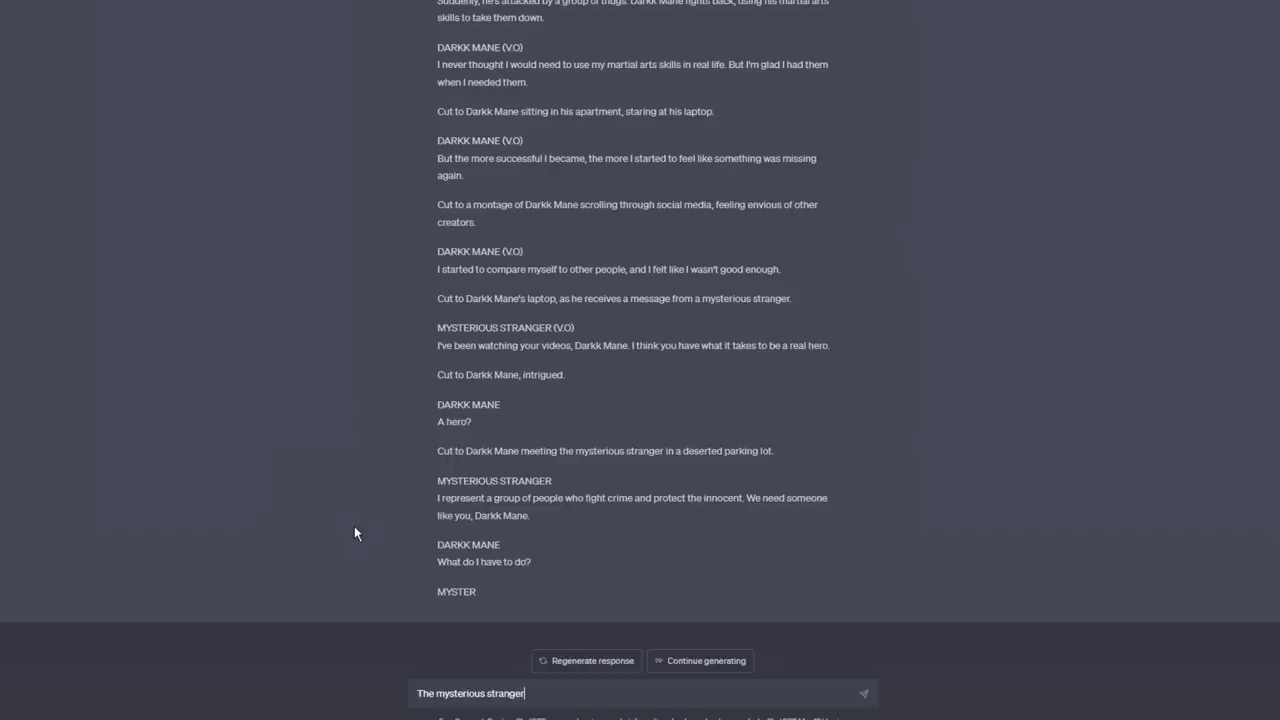 Suddenly, he's attacked by a group of thugs. Darkk Mane fights back, using his martial arts
skills to take them down.
DARKK MANE (V.O)
I never thought I would need to use my martial arts skills in real life. But I'm glad I had them
when I needed them.
Cut to Darkk Mane sitting in his apartment, staring at his laptop.
DARKK MANE (V.O)
But the more successful I became, the more I started to feel like something was missing
again.
Cut to a montage of Darkk Mane scrolling through social media, feeling envious of other
creators.
DARKK MANE (V.O)
I started to compare myself to other people, and I felt like I wasn't good enough.
Cut to Darkk Mane's laptop, as he receives a message from a mysterious stranger.
MYSTERIOUS STRANGER (V.O)
I've been watching your videos, Darkk Mane. I think you have what it takes to be a real hero.
Cut to Darkk Mane, intrigued.
DARKK MANE
A hero?
Cut to Darkk Mane meeting the mysterious stranger in a deserted parking lot.
MYSTERIOUS STRANGER
I represent a group of people who fight crime and protect the innocent. We need someone
like you, Darkk Mane.
DARKK MANE
What do I have to do?
MYSTER
Regenerate response
Continue generating
The mysterious stranger